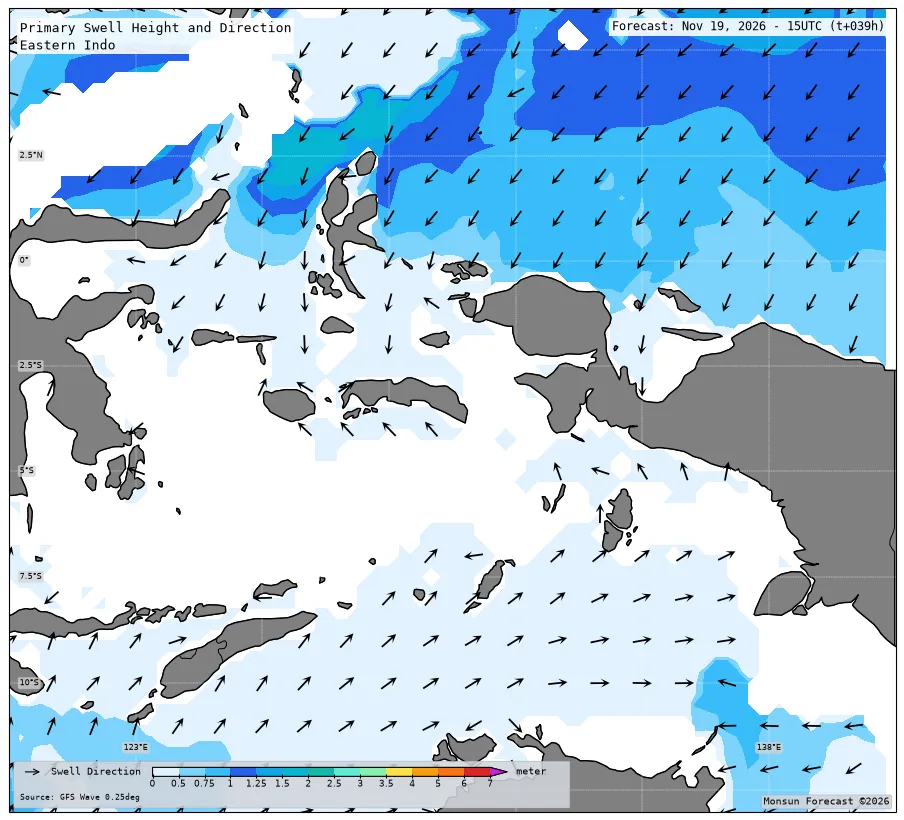 Primary Swell Height and Direction
Eastern Indo
Forecast: Nov 19, 2026 - 15UTC (t+039h)
2.5°N
0°
2.5°S
5°S
7.5°S
10°S
123°E
138°E
Swell Direction
0 0.5 0.75 1 1.25 1.5 2 2.5 3 3.5 4 5 6 7
meter
Source: GFS Wave 0.25deg
Monsun Forecast ©2026